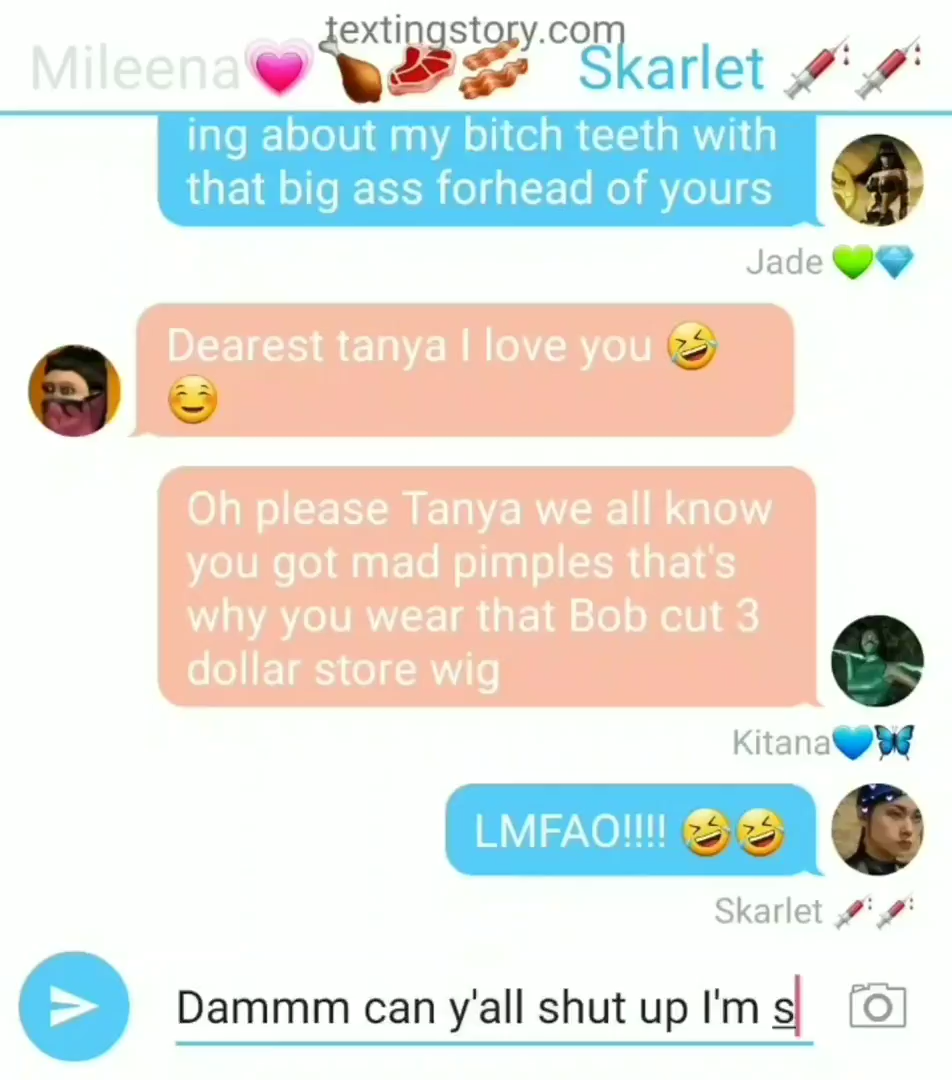 textingstory.com
Mileena💗🍗🥩🥓 Skarlet 💉💉
ing about my bitch teeth with
that big ass forhead of yours
Jade 💚💎
Dearest tanya I love you 🤣
☺️
Oh please Tanya we all know
you got mad pimples that's
why you wear that Bob cut 3
dollar store wig
Kitana💙🦋
LMFAO!!!! 🤣🤣
Skarlet 💉💉
Dammm can y'all shut up I'm s